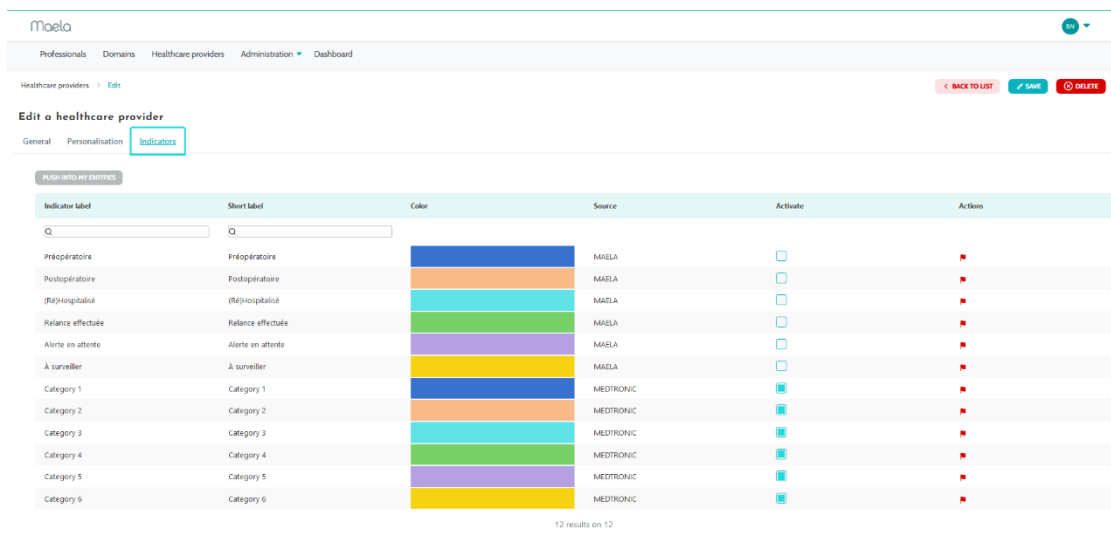 Maela
BN
Professionals Domains Healthcare providers Administration Dashboard
Healthcare providers > Edit
< BACK TO LIST SAVE DELETE
Edit a healthcare provider
General Personalisation Indicators
PUSH INTO MY ENTITIES
Indicator label Short label Color Source Activate Actions
Préopératoire Préopératoire MAELA
Postopératoire Postopératoire MAELA
(Ré)Hospitalisé (Ré)Hospitalisé MAELA
Relance effectuée Relance effectuée MAELA
Alerte en attente Alerte en attente MAELA
À surveiller À surveiller MAELA
Category 1 Category 1 MEDTRONIC
Category 2 Category 2 MEDTRONIC
Category 3 Category 3 MEDTRONIC
Category 4 Category 4 MEDTRONIC
Category 5 Category 5 MEDTRONIC
Category 6 Category 6 MEDTRONIC
12 results on 12